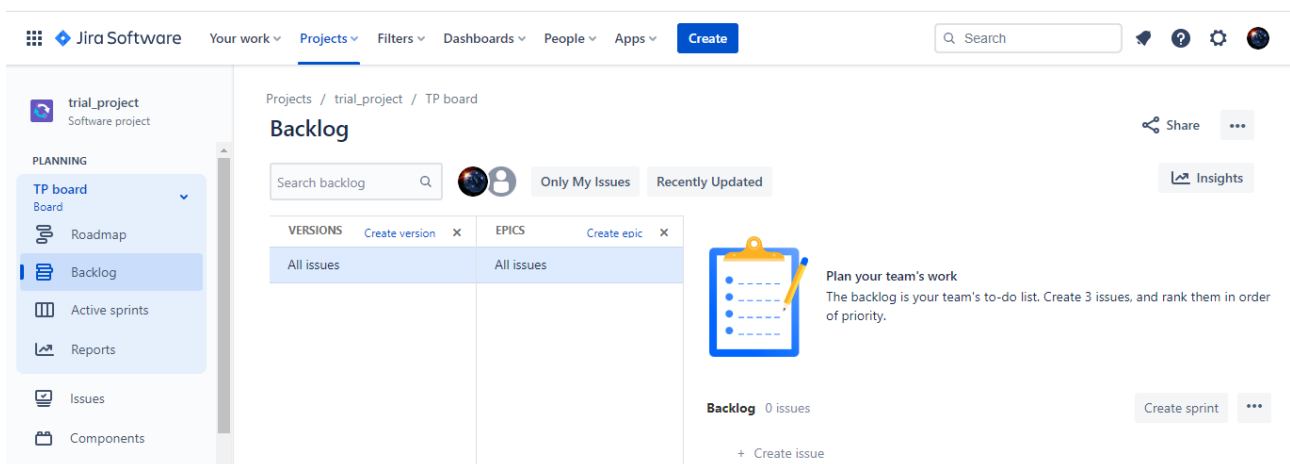 Jira Software
Your work
Projects
Filters
Dashboards
People
Apps
Create
Search
trial_project
Software project
PLANNING
TP board
Board
Roadmap
Backlog
Active sprints
Reports
Issues
Components
Projects / trial_project / TP board
Backlog
Share
Search backlog
Only My Issues
Recently Updated
Insights
VERSIONS Create version
All issues
EPICS Create epic
All issues
Plan your team's work
The backlog is your team's to-do list. Create 3 issues, and rank them in order
of priority.
Backlog 0 issues
Create sprint
+ Create issue